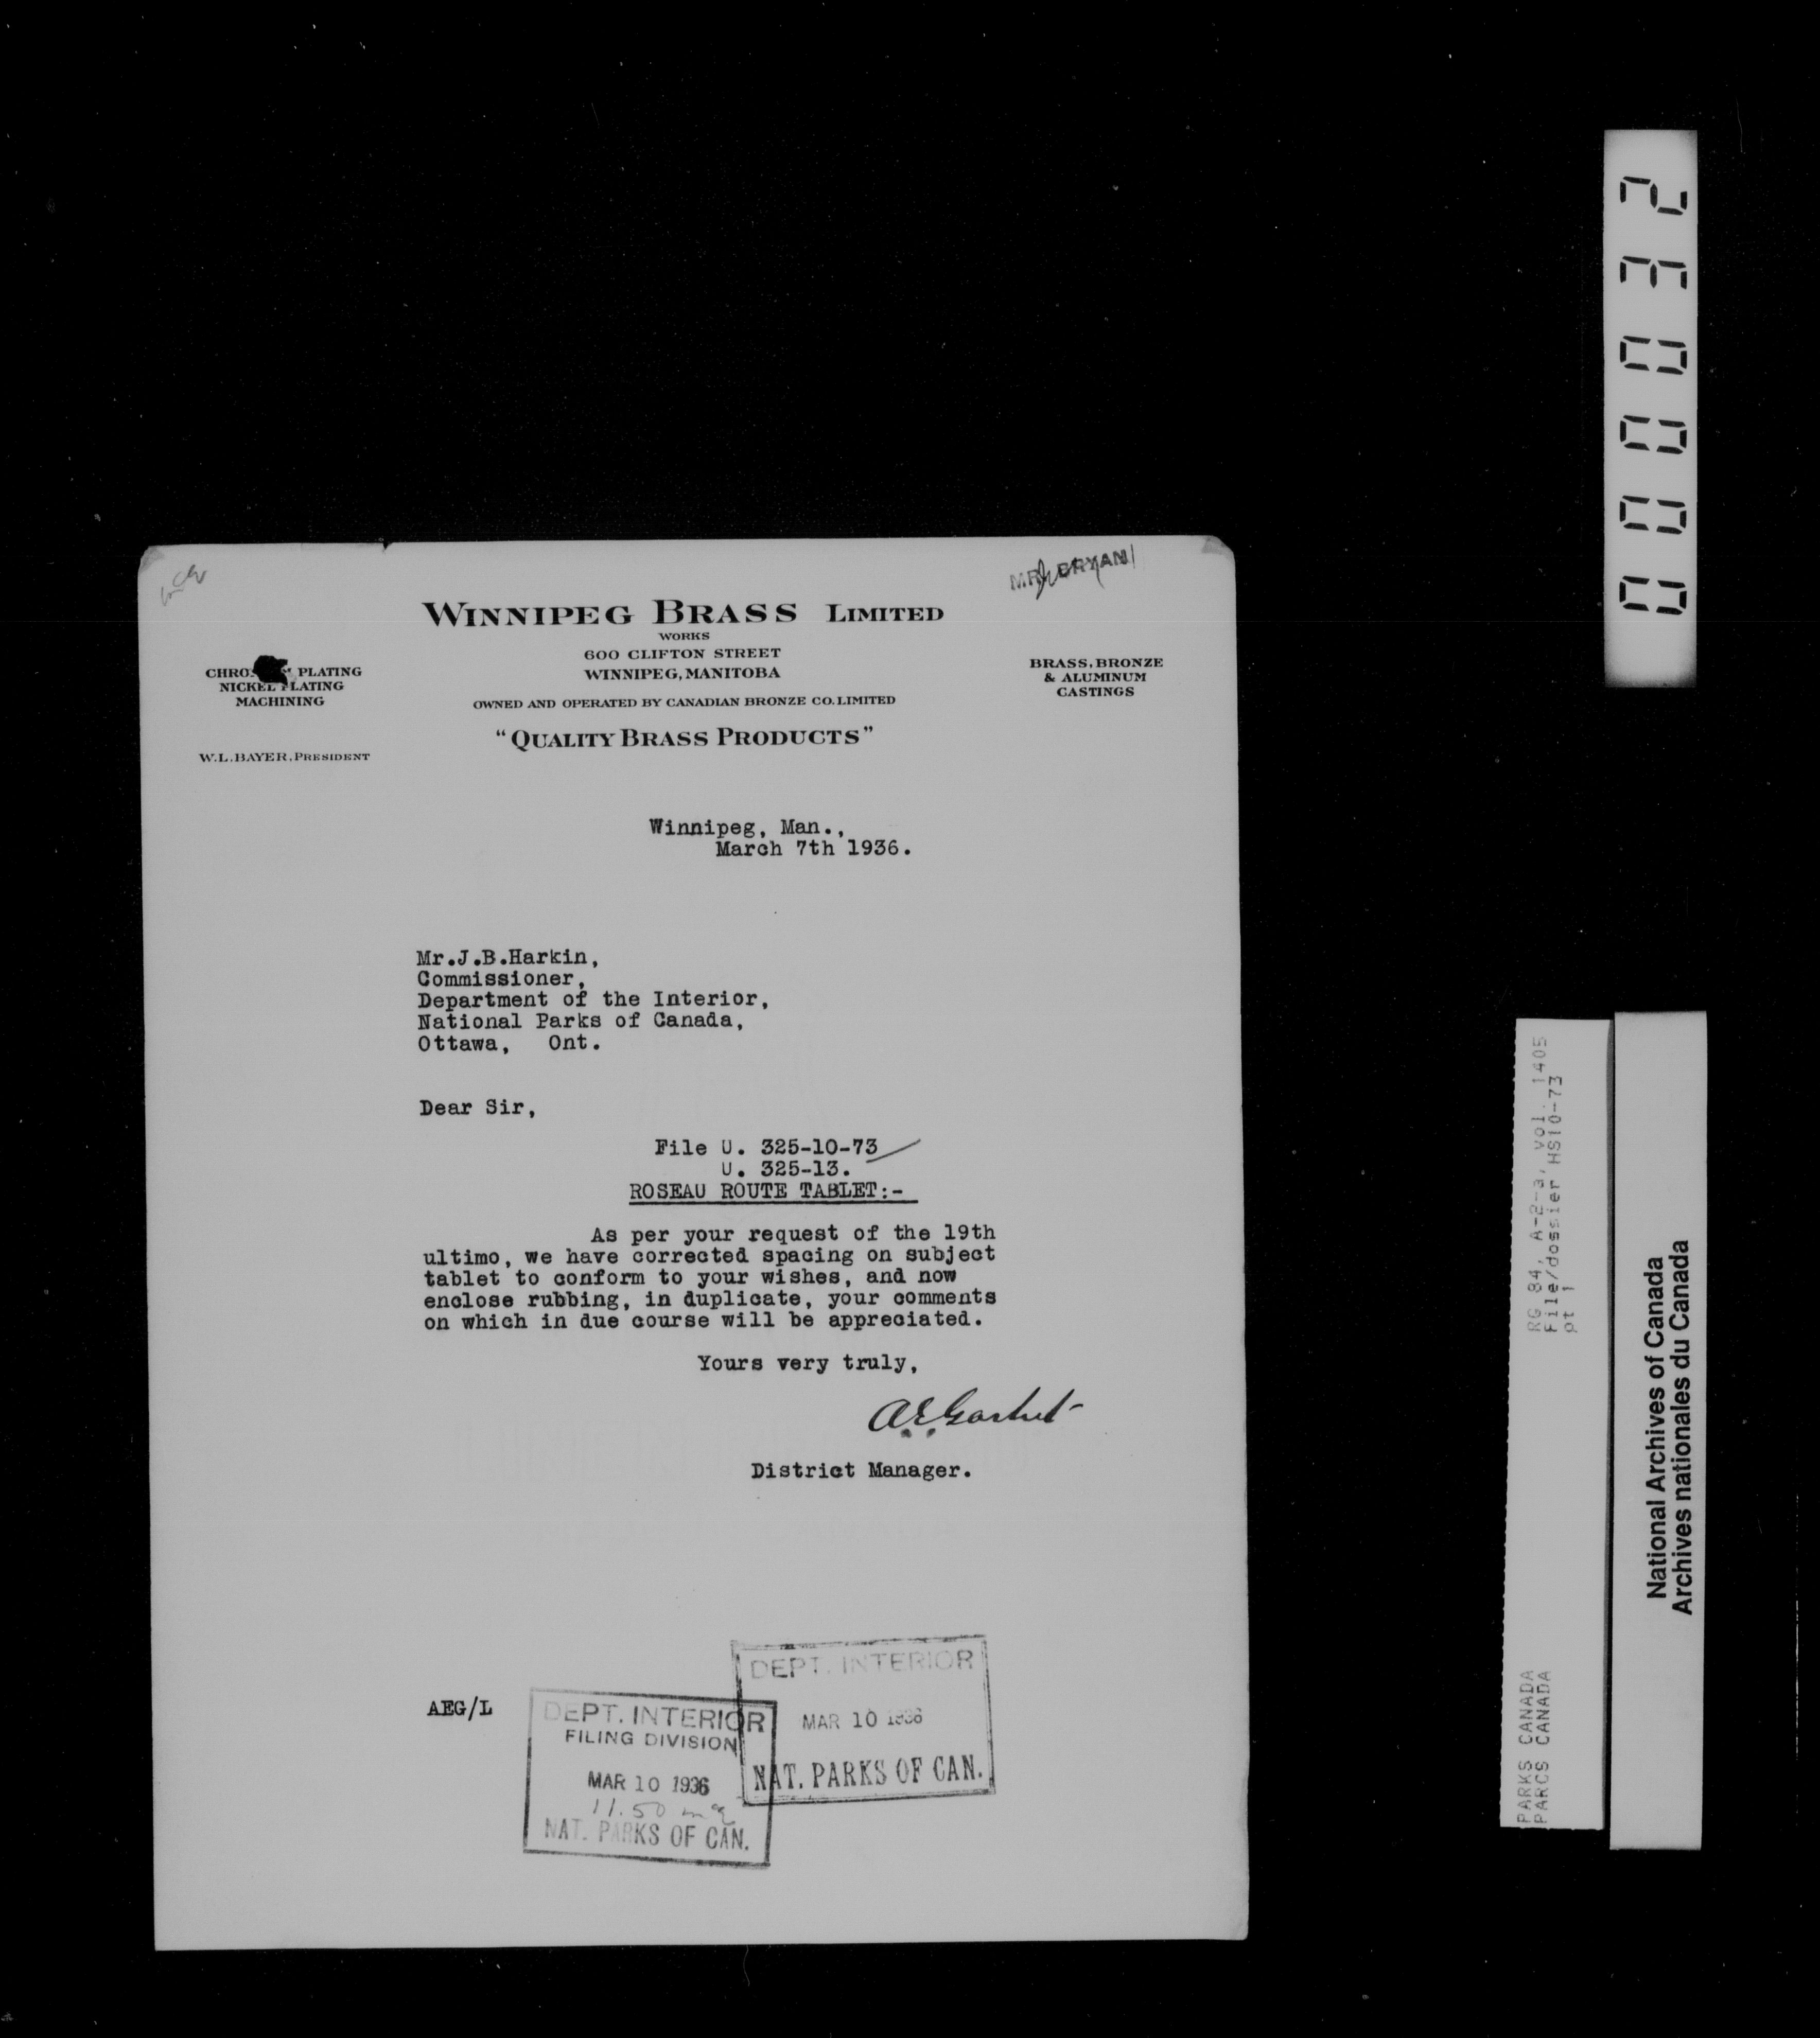 MR. BRYAN
WINNIPEG BRASS LIMITED
WORKS
600 CLIFTON STREET
WINNIPEG, MANITOBA
OWNED AND OPERATED BY CANADIAN BRONZE CO. LIMITED
"QUALITY BRASS PRODUCTS"
PLATING
NICKEL PLATING
MACHINING
W.L. BAYER, PRESIDENT
BRASS, BRONZE
& ALUMINUM
CASTINGS
Winnipeg, Man.,
March 7th 1936.
Mr.J.B.Harkin,
Commissioner,
Department of the Interior,
National Parks of Canada,
Ottawa, Ont.
Dear Sir,
File U. 325-10-73
U. 325-13.
ROSEAU ROUTE TABLET:-
As per your request of the 19th
ultimo, we have corrected spacing on subject
tablet to conform to your wishes, and now
enclose rubbing, in duplicate, your comments
on which in due course will be appreciated.
Yours very truly,
District Manager.
AEG/L
DEPT. INTERIOR
FILING DIVISION
MAR 10 1936
11.50
NAT. PARKS OF CAN.
DEPT. INTERIOR
MAR 10 1936
NAT. PARKS OF CAN.
000032
RG 84, A-2-a, vol. 1405
File/dossier HS10-73
pt 1
PARKS CANADA
PARCS CANADA
National Archives of Canada
Archives nationales du Canada